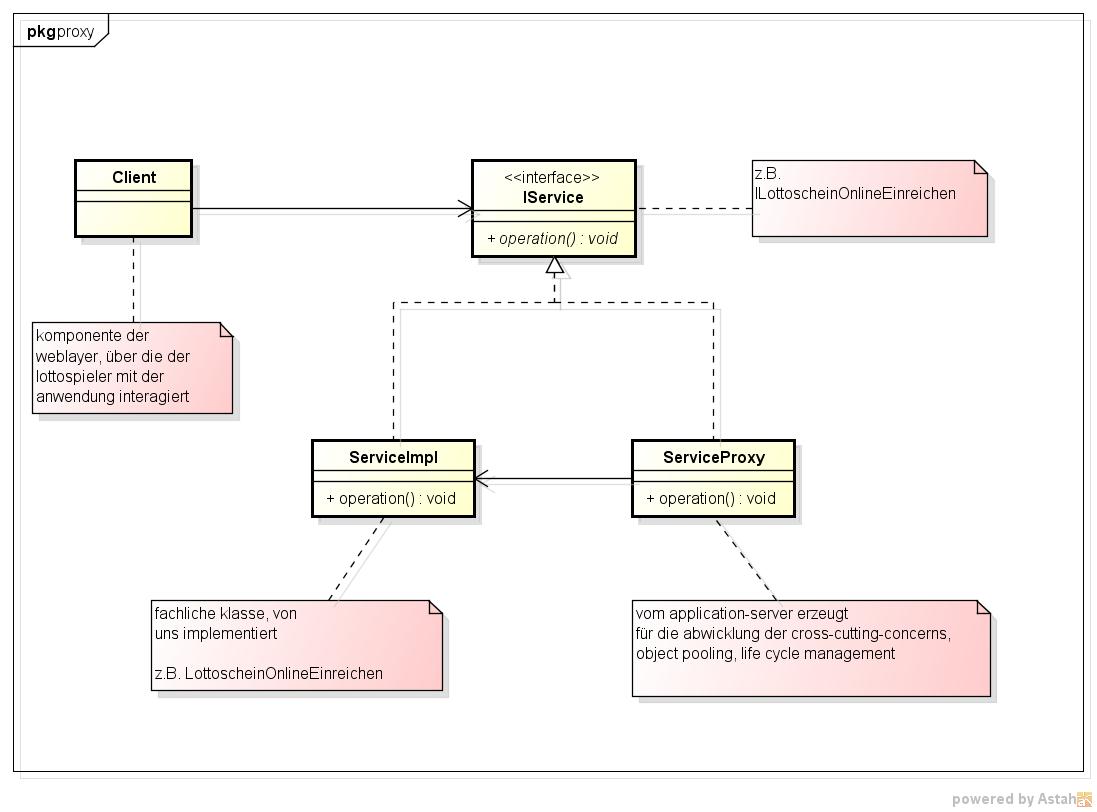 pkg proxy
Client
<<interface>>
IService
+ operation() : void
z.B.
ILottoscheinOnlineEinreichen
komponente der
weblayer, über die der
lottospieler mit der
anwendung interagiert
ServiceImpl
+ operation() : void
ServiceProxy
+ operation() : void
fachliche klasse, von
uns implementiert
z.B. LottoscheinOnlineEinreichen
vom application-server erzeugt
für die abwicklung der cross-cutting-concerns,
object pooling, life cycle management
powered by Astah